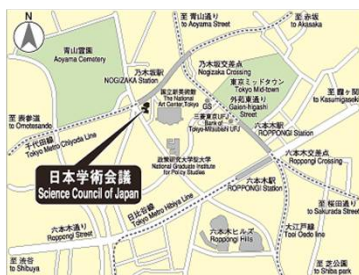 至 青山通り
to Aoyama Street
至 赤坂
to Akasaka
N
青山霊園
Aoyama Cemetery
乃木坂駅
NOGIZAKA Station
乃木坂交差点
Nogizaka Crossing
東京ミッドタウン
Tokyo Mid-town
外苑東通り
Gaien-higashi
Street
至 霞ヶ関
to Kasumigaseki
国立新美術館
The National
Art Center,Tokyo
GS
三菱東京UFJ
Bank of
Tokyo-Mitsubishi UFJ
至 表参道
to Omotesando
千代田線
Tokyo Metro Chiyoda Line
六本木駅
ROPPONGI Station
政策研究大学院大学
National Graduate Institute
for Policy Studies
六本木交差点
Roppongi Crossing
日本学術会議
Science Council of Japan
六本木駅
ROPPONGI Station
至 桜田通り
to Sakurada Street
日比谷線
Tokyo Metro Hibiya Line
六本木通り
Roppongi Street
六本木ヒルズ
Roppongi
Hills
大江戸線
Toei Oedo line
至 渋谷
to Shibuya
至 芝公園
to Shiba park